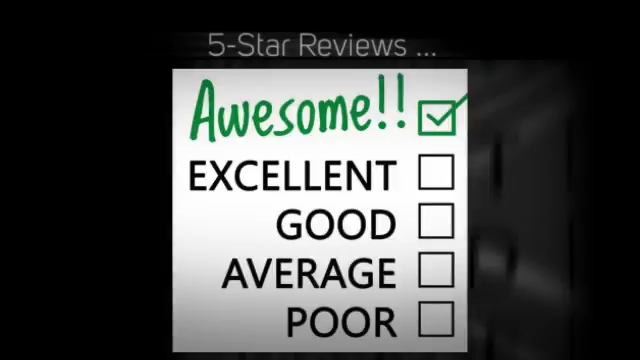 5-Star Reviews ...
Awesome!!
EXCELLENT
GOOD
AVERAGE
POOR